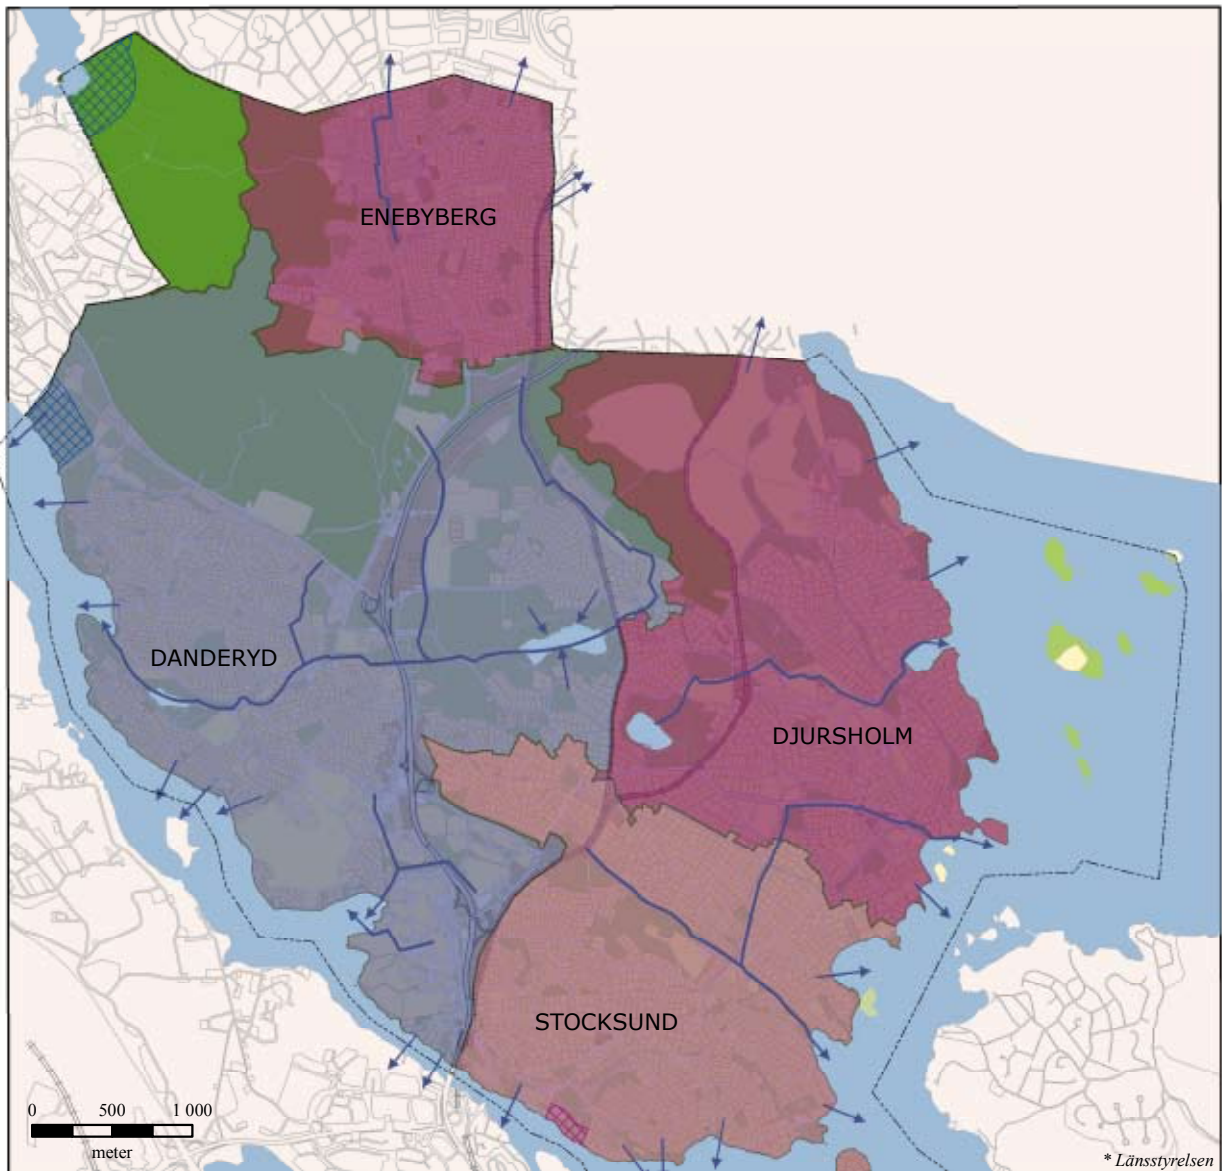 ENEBYBERG
DANDERYD
DJURSHOLM
STOCKSUND
0 500 1 000
meter
* Länsstyrelsen